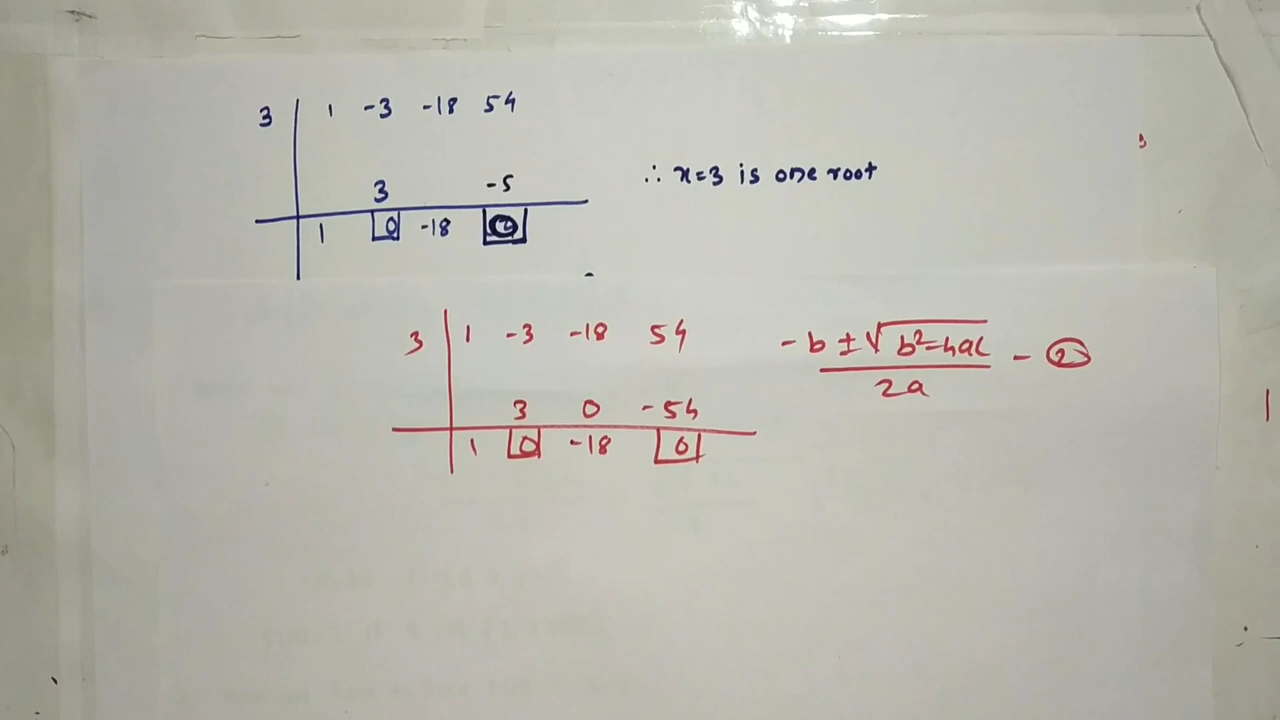 3 1 -3 -18 54
3 -5
∴ x=3 is one root
1 0 -18
3 1 -3 -18 54
3 0 -54
1 0 -18 0
-b ± √b²-4ac - ②
2a